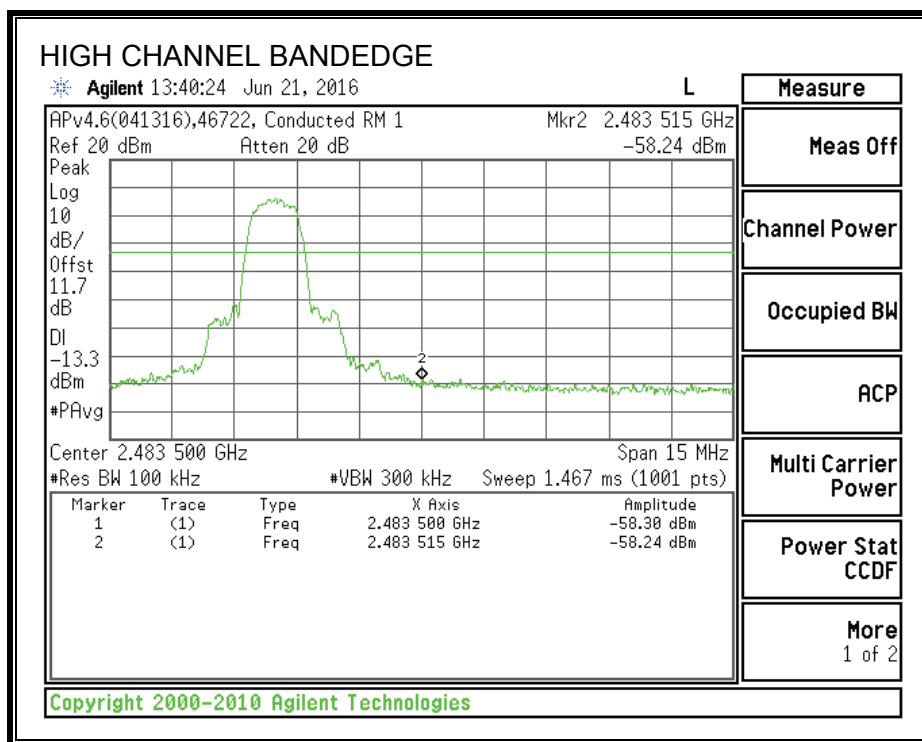 HIGH CHANNEL BANDEDGE
Agilent 13:40:24 Jun 21, 2016 L
APv4.6(041316),46722, Conducted RM 1 Mkr2 2.483 515 GHz
Ref 20 dBm Atten 20 dB -58.24 dBm
Peak
Log
10
dB/
Offst
11.7
dB
DI
-13.3
dBm
#PAvg
2
Center 2.483 500 GHz Span 15 MHz
#Res BW 100 kHz #VBW 300 kHz Sweep 1.467 ms (1001 pts)
Marker Trace Type X Axis Amplitude
1 (1) Freq 2.483 500 GHz -58.30 dBm
2 (1) Freq 2.483 515 GHz -58.24 dBm
Measure
Meas Off
Channel Power
Occupied BW
ACP
Multi Carrier
Power
Power Stat
CCDF
More
1 of 2
Copyright 2000-2010 Agilent Technologies